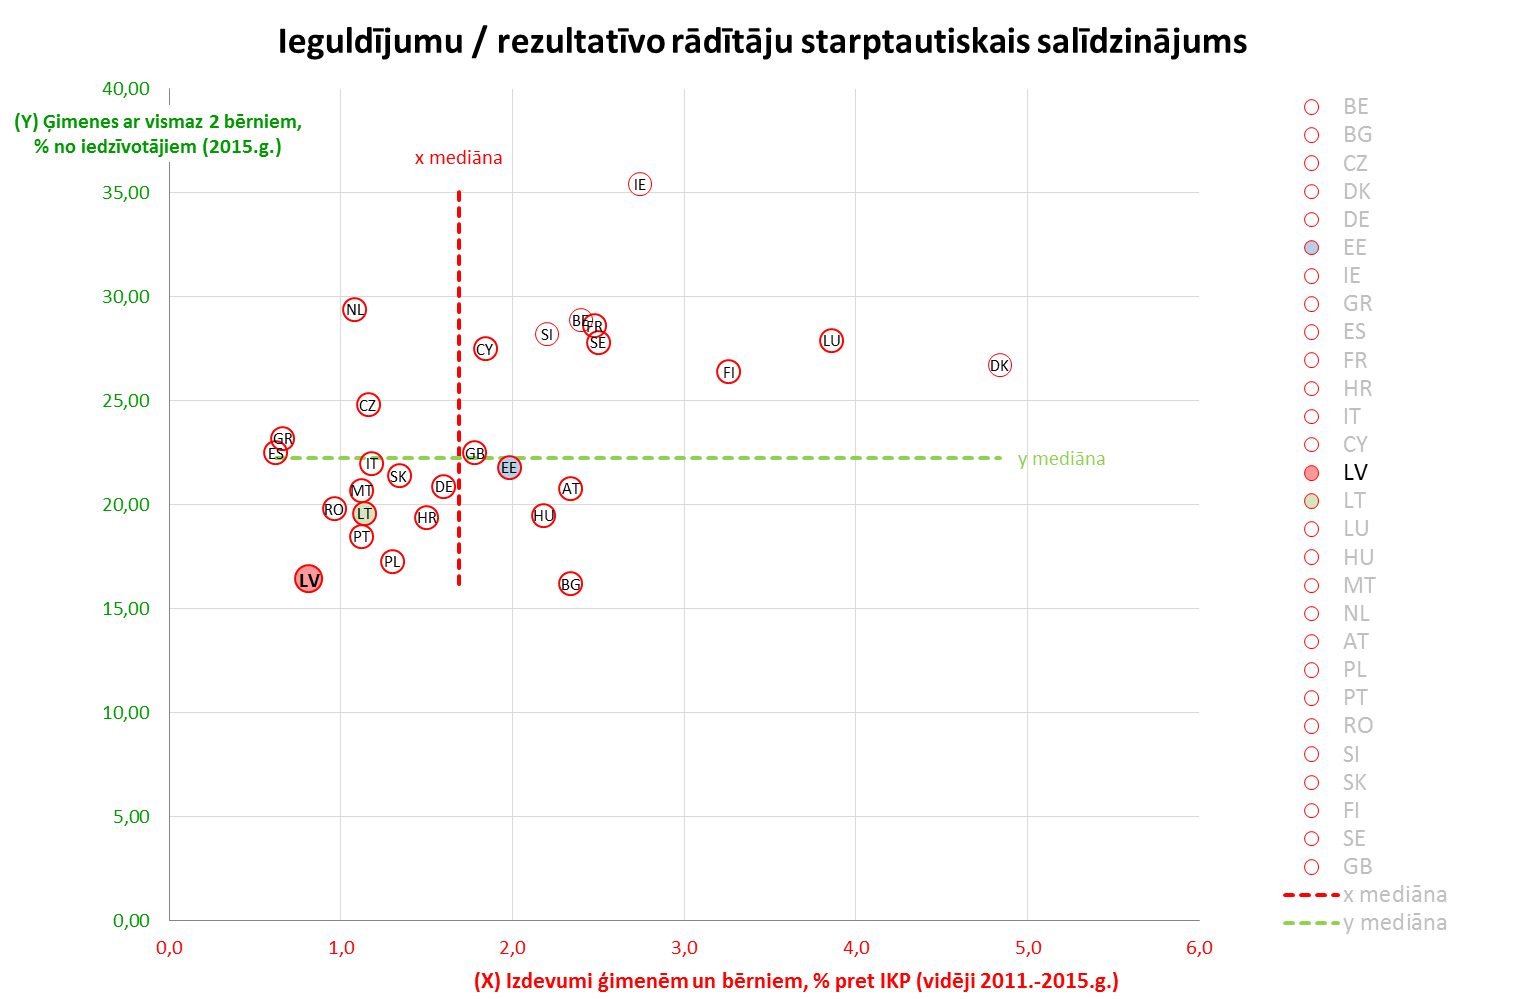 Ieguldījumu / rezultatīvo rādītāju starptautiskais salīdzinājums
40,00
(Y) Ģimenes ar vismaz 2 bērniem,
% no iedzīvotājiem (2015.g.)
x mediāna
35,00
30,00
25,00
20,00
15,00
10,00
5,00
0,00
IE
NL
BE
FR
SI
SE
CY
LU
DK
FI
CZ
GR
ES
GB
y mediāna
IT
EE
SK
DE
AT
MT
RO
LT
HR
HU
PT
PL
LV
BG
0,0 1,0 2,0 3,0 4,0 5,0 6,0
(X) Izdevumi ģimenēm un bērniem, % pret IKP (vidēji 2011.-2015.g.)
BE
BG
CZ
DK
DE
EE
IE
GR
ES
FR
HR
IT
CY
LV
LT
LU
HU
MT
NL
AT
PL
PT
RO
SI
SK
FI
SE
GB
x mediāna
y mediāna